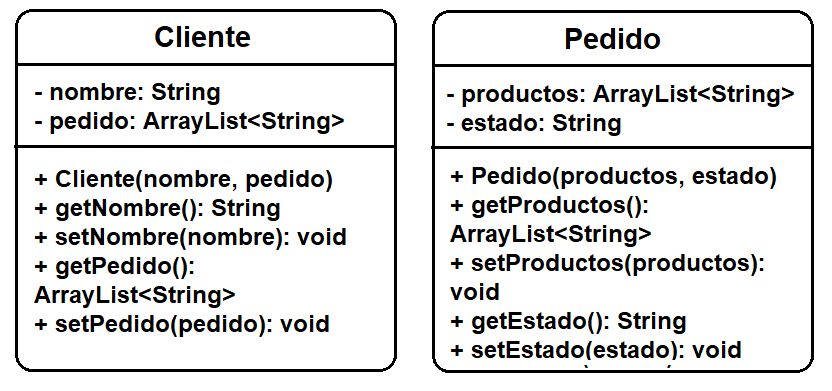 Cliente
- nombre: String
- pedido: ArrayList<String>
+ Cliente(nombre, pedido)
+ getNombre(): String
+ setNombre(nombre): void
+ getPedido():
ArrayList<String>
+ setPedido(pedido): void
Pedido
- productos: ArrayList<String>
- estado: String
+ Pedido(productos, estado)
+ getProductos():
ArrayList<String>
+ setProductos(productos):
void
+ getEstado(): String
+ setEstado(estado): void